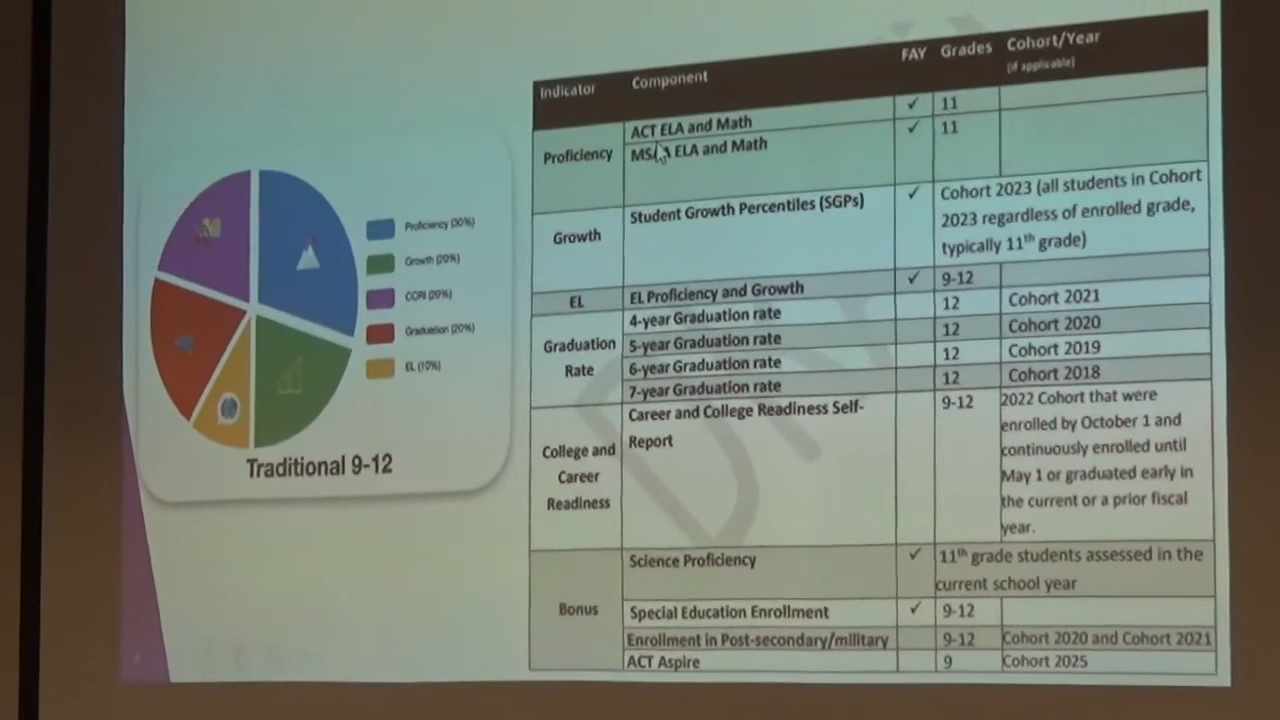 Proficiency (30%)
Growth (20%)
CCRI (20%)
Graduation (20%)
EL (10%)
Traditional 9-12
Indicator Component FAY Grades Cohort/Year
(if applicable)
Proficiency
ACT ELA and Math ✓ 11
ELA and Math ✓ 11
Growth
Student Growth Percentiles (SGPs) ✓ Cohort 2023 (all students in Cohort
2023 regardless of enrolled grade,
typically 11th grade)
EL EL Proficiency and Growth ✓ 9-12
Graduation
Rate
4-year Graduation rate 12 Cohort 2021
5-year Graduation rate 12 Cohort 2020
6-year Graduation rate 12 Cohort 2019
7-year Graduation rate 12 Cohort 2018
College and
Career
Readiness
Career and College Readiness Self-
Report
9-12
2022 Cohort that were
enrolled by October 1 and
continuously enrolled until
May 1 or graduated early in
the current or a prior fiscal
year.
Bonus
Science Proficiency ✓ 11th grade students assessed in the
current school year
Special Education Enrollment ✓ 9-12
Enrollment in Post-secondary/military 9-12 Cohort 2020 and Cohort 2021
ACT Aspire 9 Cohort 2025